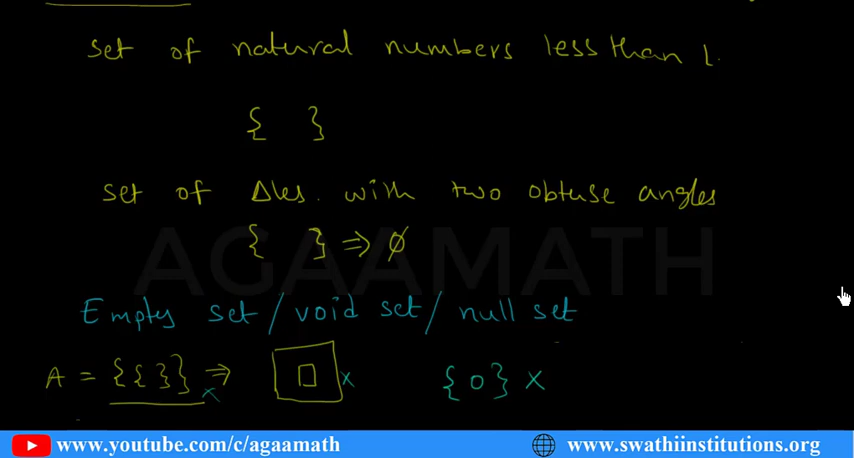 set of natural numbers less than 1.
{ }
set of Δles. with two obtuse angles
{ } ⇒ ∅
AGAAMATH
Empty set/void set/null set
A = {{ }} x ⇒ x {0} x
www.youtube.com/c/agaamath www.swathiinstitutions.org